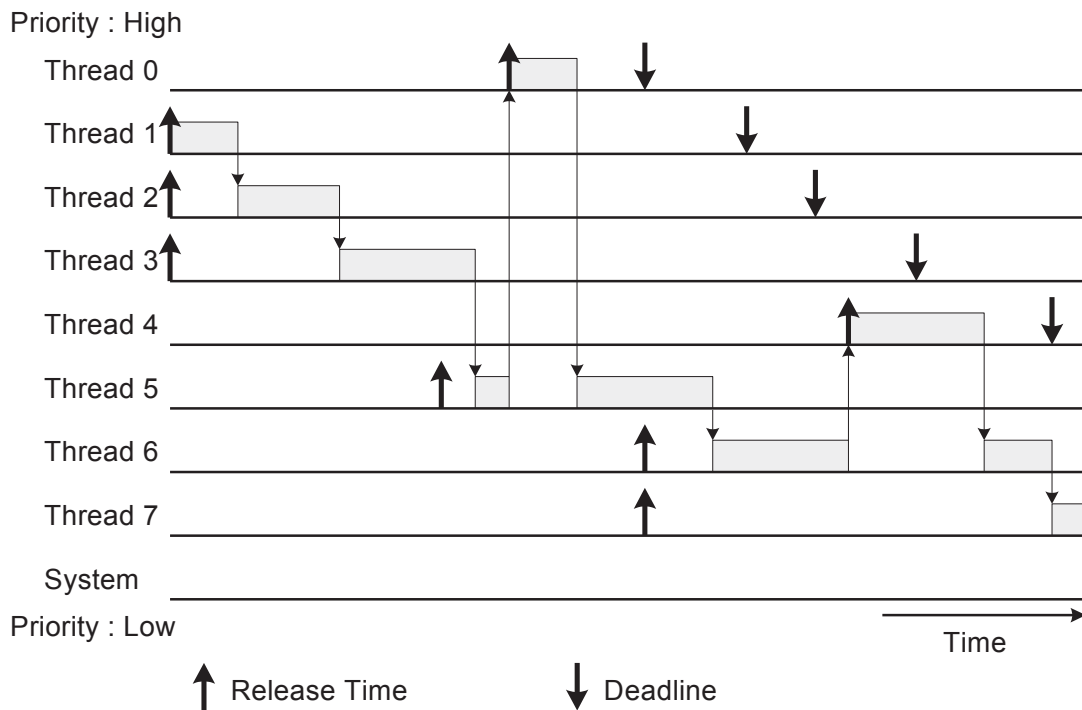 Priority : High
Thread 0
Thread 1
Thread 2
Thread 3
Thread 4
Thread 5
Thread 6
Thread 7
System
Priority : Low
Time
Release Time
Deadline